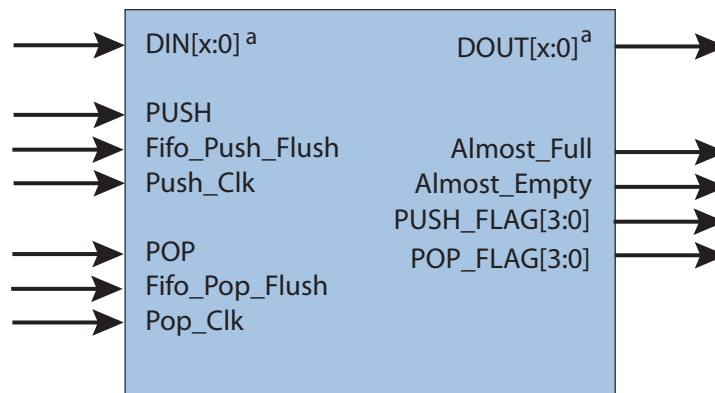 DIN[x:0] a
DOUT[x:0] a
PUSH
Fifo_Push_Flush
Almost_Full
Push_Clk
Almost_Empty
PUSH_FLAG[3:0]
POP
POP_FLAG[3:0]
Fifo_Pop_Flush
Pop_Clk